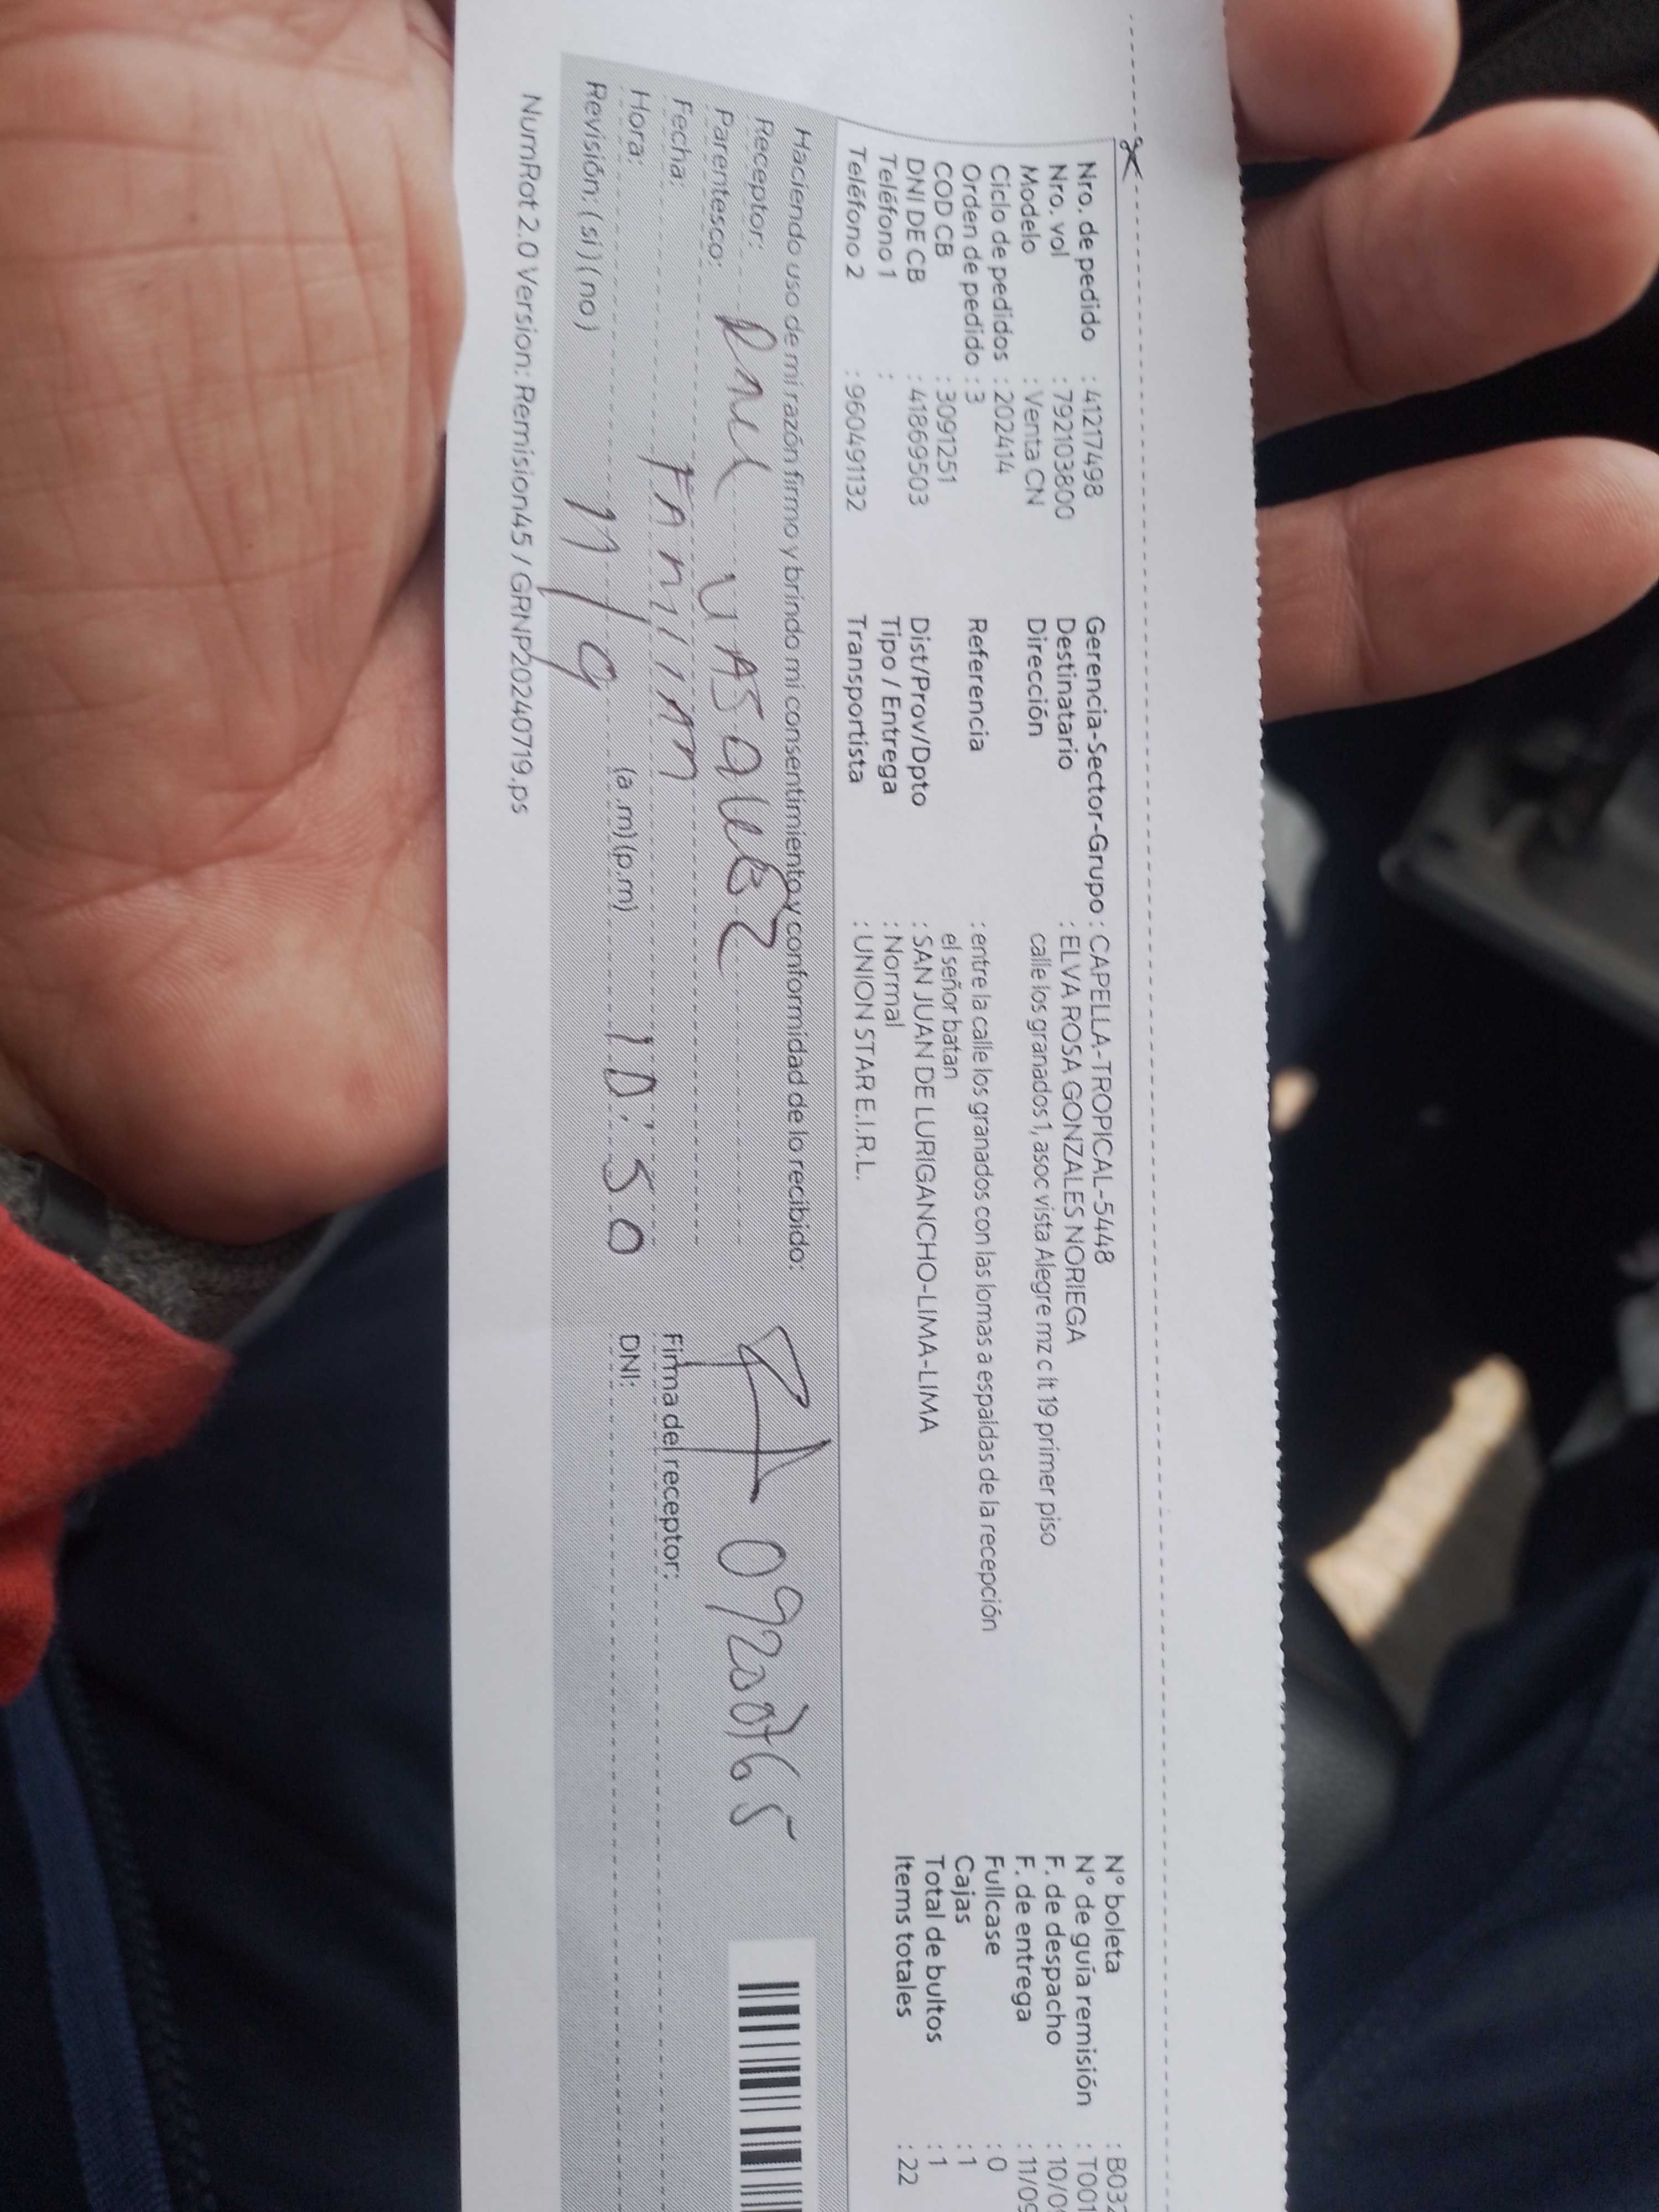 Nro. de pedido : 41217498
Nro. vol : 792103800
Modelo : Venta CN
Ciclo de pedidos : 202414
Orden de pedido : 3
COD CB : 3091251
DNI DE CB : 41869503
Teléfono 1 :
Teléfono 2 : 960491132
Gerencia-Sector-Grupo : CAPELLA-TROPICAL-5448
Destinatario : ELVA ROSA GONZALES NORIEGA
Dirección calle los granados 1, asoc vista Alegre mz c lt 19 primer piso
Referencia : entre la calle los granados con las lomas a espaldas de la recepción
el señor batan
Dist/Prov/Dpto : SAN JUAN DE LURIGANCHO-LIMA-LIMA
Tipo / Entrega : Normal
Transportista : UNION STAR E.I.R.L.
N° boleta : B032
N° de guía remisión : T001
F. de despacho : 10/0
F. de entrega : 11/09
Fullcase : 0
Cajas : 1
Total de bultos : 1
Items totales : 22
Haciendo uso de mi razón firmo y brindo mi consentimiento y conformidad de lo recibido:
Receptor: VASQUEZ
Parentesco: FAMILIAR
Fecha: 11/9
Hora: (a.m)(p.m) 10:50
Revisión: (si) (no)
09200765
Firma del receptor:
DNI:
NumRot 2.0 Version: Remision45 / GRNP20240719.ps